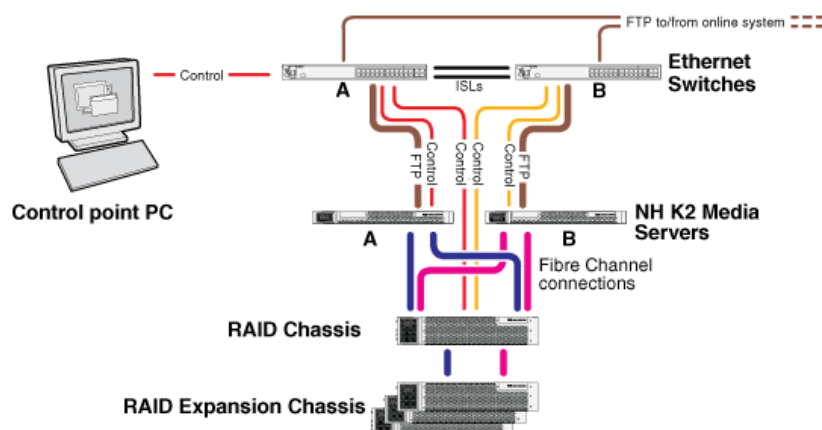 FTP to/from online system
Control
ISLs
A
B
Ethernet
Switches
FTP
Control
Control
Control
Control
FTP
Control point PC
A
B
NH K2 Media
Servers
Fibre Channel
connections
RAID Chassis
RAID Expansion Chassis